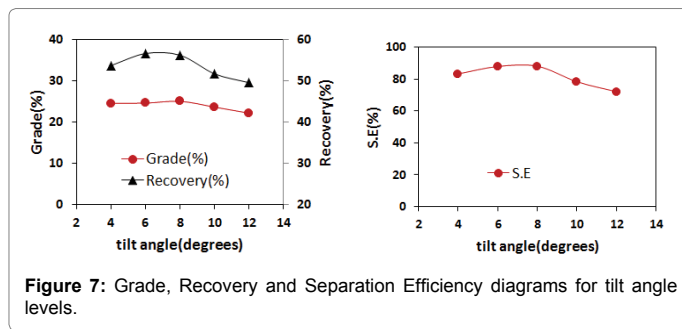 40
30
20
10
0
Grade(%)
60
50
40
30
20
Recovery(%)
Grade(%)
Recovery(%)
2 4 6 8 10 12 14
tilt angle(degrees)
100
80
60
40
20
0
S.E(%)
S.E
2 4 6 8 10 12 14
tilt angle(degrees)
Figure 7: Grade, Recovery and Separation Efficiency diagrams for tilt angle
levels.